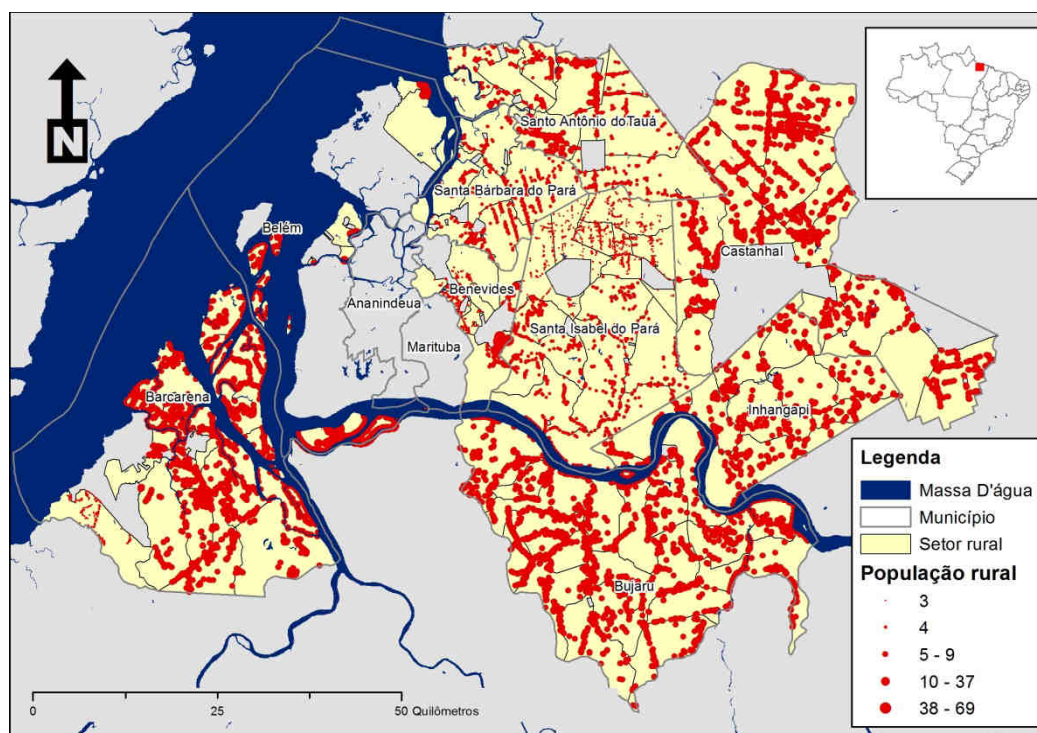 N
Santo Antônio do Tauá
Santa Bárbara do Pará
Belém
Castanhal
Ananindeua
Benevides
Santa Isabel do Pará
Marituba
Barcarena
Inhangapi
Bujaru
Legenda
Massa D'água
Município
Setor rural
População rural
3
4
5 - 9
10 - 37
38 - 69
0 25 50 Quilômetros